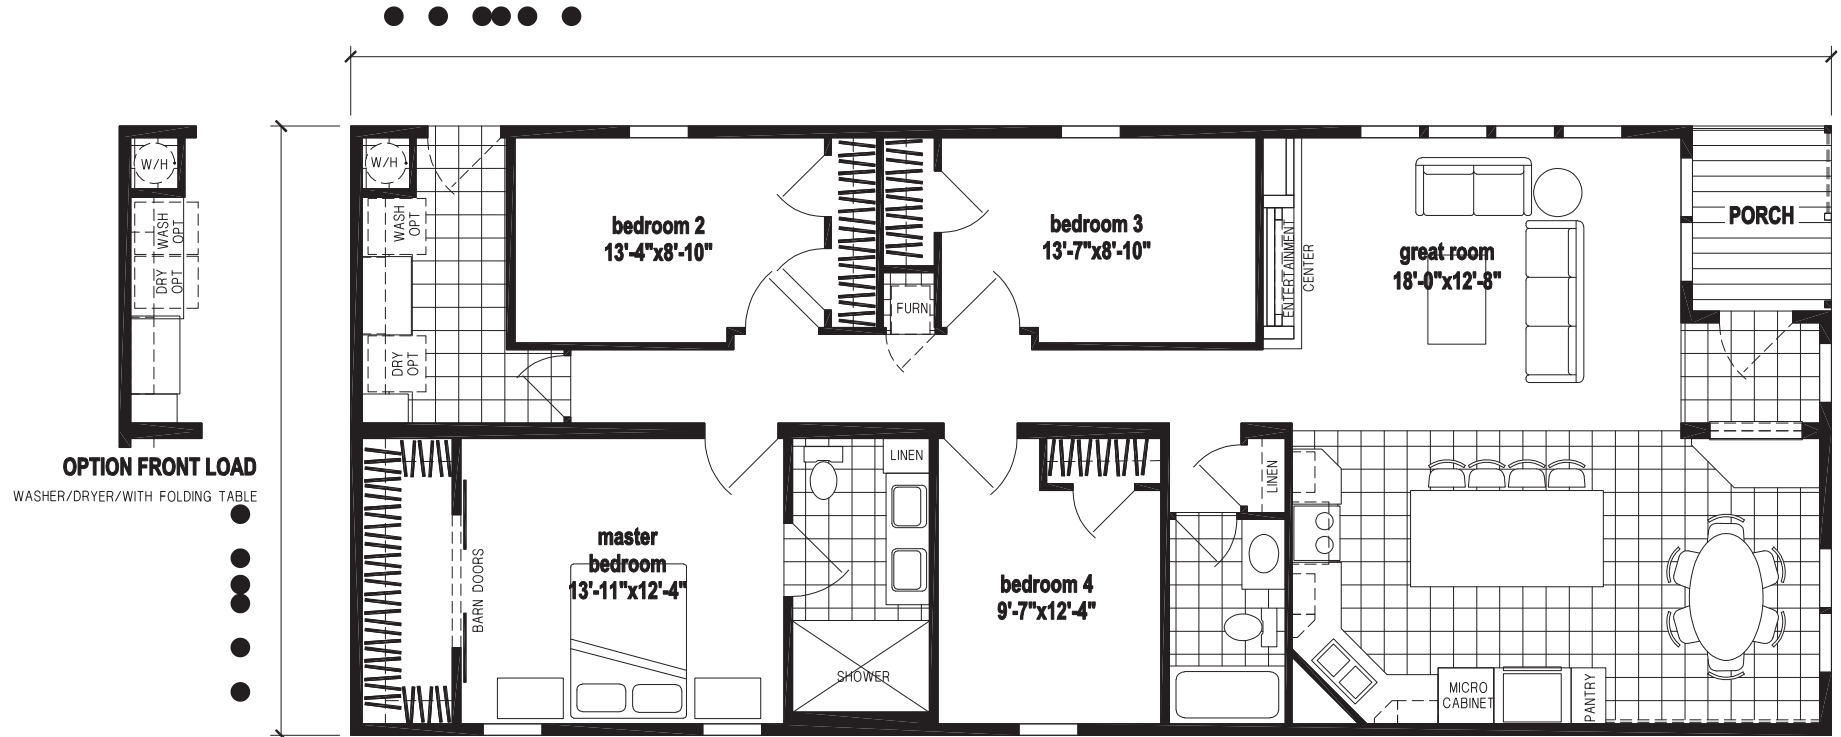 W/H
WASH
OPT
DRY
OPT
OPTION FRONT LOAD
WASHER/DRYER/WITH FOLDING TABLE
W/H
WASH
OPT
DRY
OPT
bedroom 2
13'-4"x8'-10"
FURN
bedroom 3
13'-7"x8'-10"
ENTERTAINMENT
CENTER
great room
18'-0"x12'-8"
PORCH
BARN DOORS
master
bedroom
13'-11"x12'-4"
LINEN
SHOWER
bedroom 4
9'-7"x12'-4"
LINEN
MICRO
CABINET
PANTRY